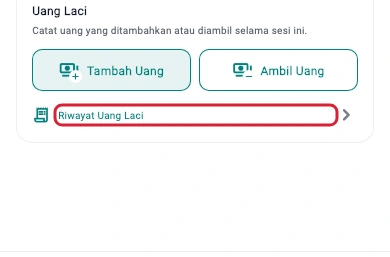 Uang Laci
Catat uang yang ditambahkan atau diambil selama sesi ini.
Tambah Uang
Ambil Uang
Riwayat Uang Laci